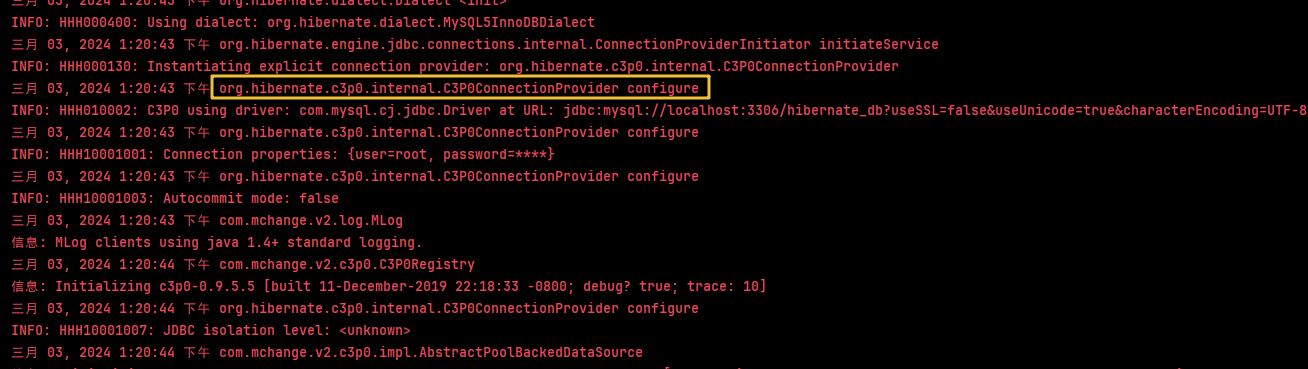 三月 03, 2024 1:20:43 下午 org.hibernate.dialect.Dialect <init>
INFO: HHH000400: Using dialect: org.hibernate.dialect.MySQL5InnoDBDialect
三月 03, 2024 1:20:43 下午 org.hibernate.engine.jdbc.connections.internal.ConnectionProviderInitiator initiateService
INFO: HHH000130: Instantiating explicit connection provider: org.hibernate.c3p0.internal.C3P0ConnectionProvider
三月 03, 2024 1:20:43 下午 org.hibernate.c3p0.internal.C3P0ConnectionProvider configure
INFO: HHH010002: C3P0 using driver: com.mysql.cj.jdbc.Driver at URL: jdbc:mysql://localhost:3306/hibernate_db?useSSL=false&useUnicode=true&characterEncoding=UTF-8
三月 03, 2024 1:20:43 下午 org.hibernate.c3p0.internal.C3P0ConnectionProvider configure
INFO: HHH10001001: Connection properties: {user=root, password=****}
三月 03, 2024 1:20:43 下午 org.hibernate.c3p0.internal.C3P0ConnectionProvider configure
INFO: HHH10001003: Autocommit mode: false
三月 03, 2024 1:20:43 下午 com.mchange.v2.log.MLog
信息: MLog clients using java 1.4+ standard logging.
三月 03, 2024 1:20:44 下午 com.mchange.v2.c3p0.C3P0Registry
信息: Initializing c3p0-0.9.5.5 [built 11-December-2019 22:18:33 -0800; debug? true; trace: 10]
三月 03, 2024 1:20:44 下午 org.hibernate.c3p0.internal.C3P0ConnectionProvider configure
INFO: HHH10001007: JDBC isolation level: <unknown>
三月 03, 2024 1:20:44 下午 com.mchange.v2.c3p0.impl.AbstractPoolBackedDataSource